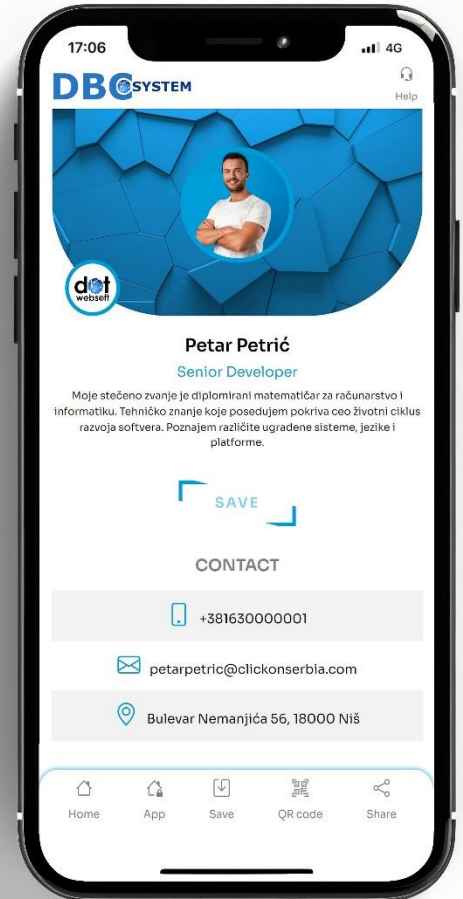 17:06
4G
DBC SYSTEM
Help
dot
websoft
Petar Petrić
Senior Developer
Moje stečeno zvanje je diplomirani matematičar za računarstvo i
informatiku. Tehničko znanje koje posedujem pokriva ceo životni ciklus
razvoja softvera. Poznajem različite ugrađene sisteme, jezike i
platforme.
SAVE
CONTACT
+381630000001
petarpetric@clickonserbia.com
Bulevar Nemanjića 56, 18000 Niš
Home
App
Save
QR code
Share